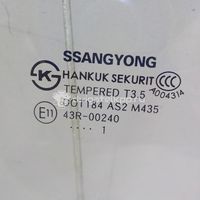 SSANGYONG
HANKUK SEKURIT
TEMPERED T3.5
A00431A
DOT184 AS2 M435
E11
43R-00240
.... 1